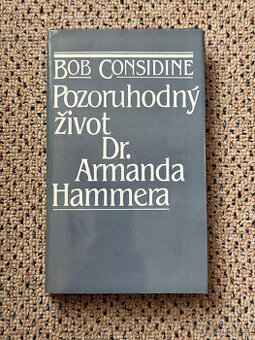 BOB CONSIDINE
Pozoruhodný
život
Dr.
Armanda
Hammera